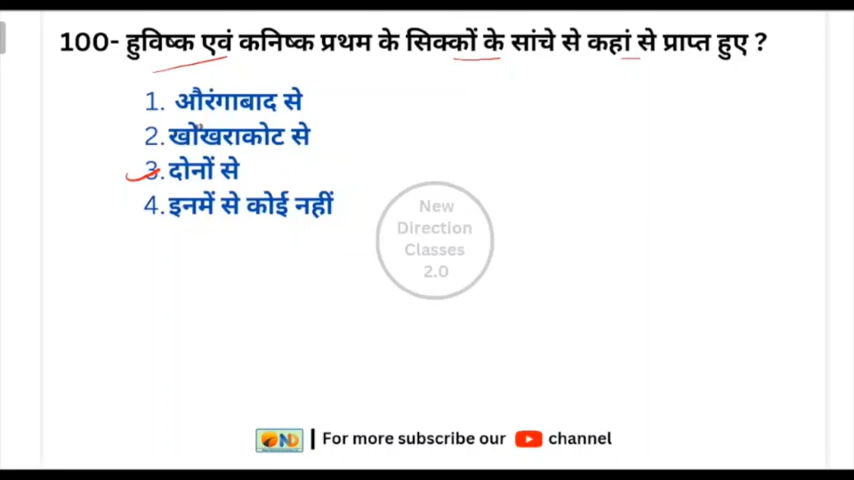 100- हुविष्क एवं कनिष्क प्रथम के सिक्कों के सांचे से कहां से प्राप्त हुए ?
1. औरंगाबाद से
2. खोंखराकोट से
3. दोनों से
4. इनमें से कोई नहीं
New
Direction
Classes
2.0
ND | For more subscribe our channel